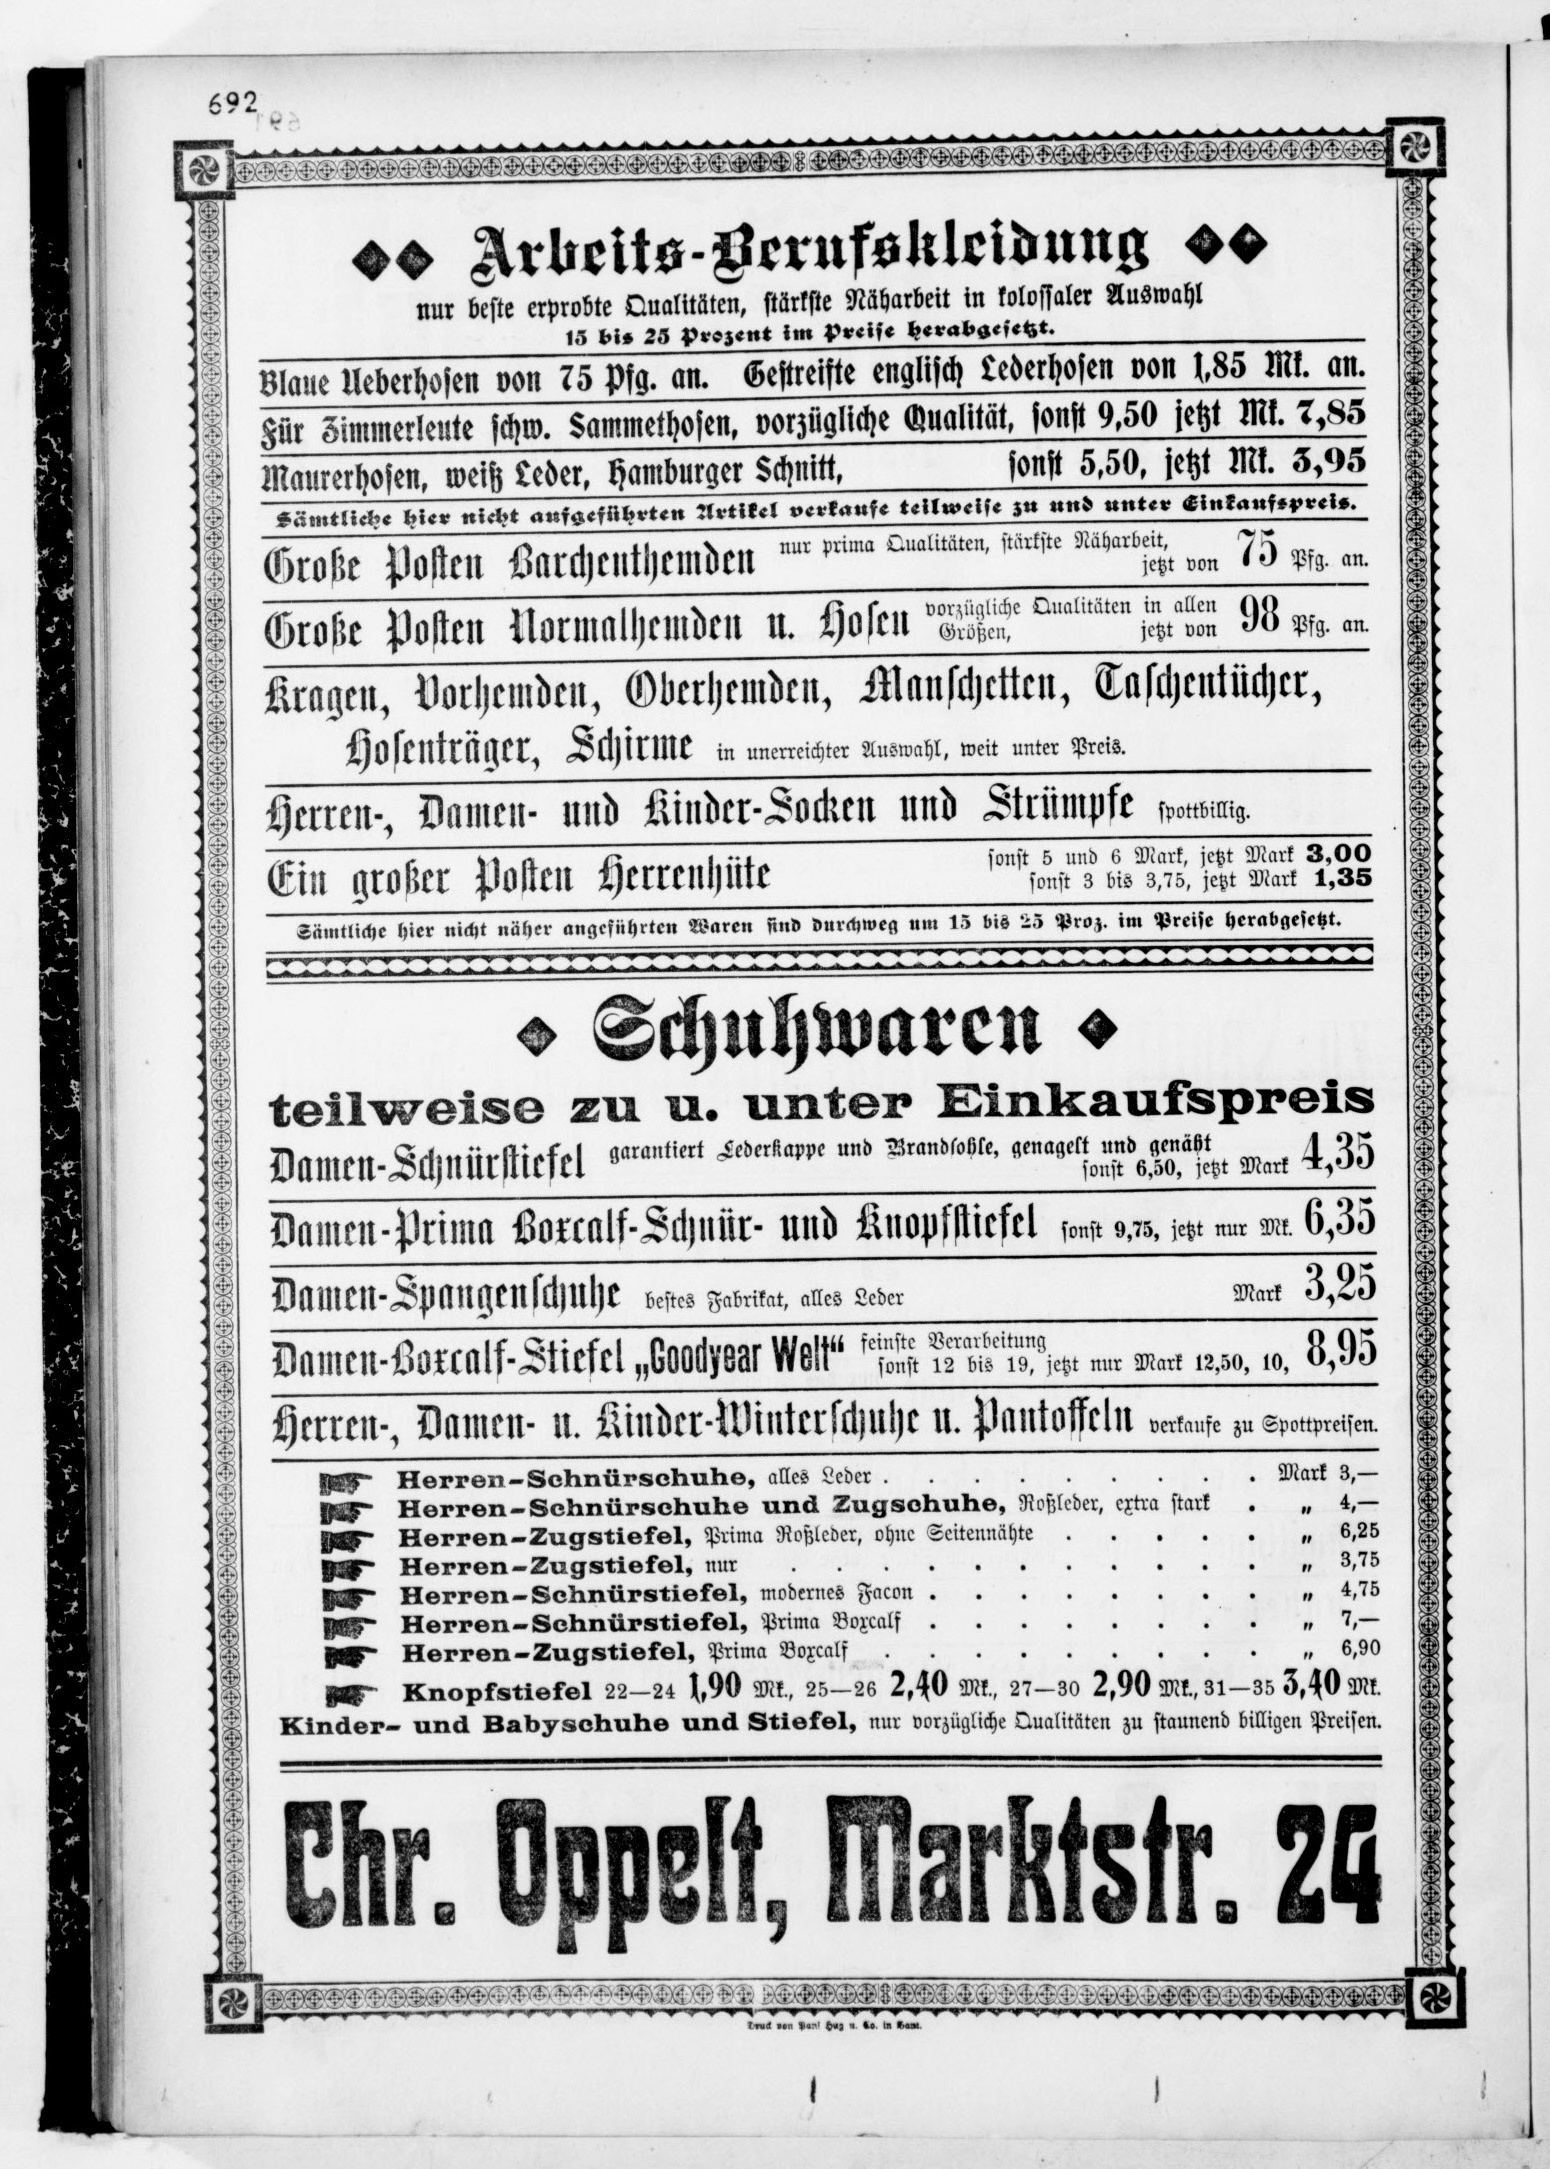 692
Arbeits-Berufskleidung
nur beste erprobte Qualitäten, stärkste Näharbeit in kolossaler Auswahl
15 bis 25 Prozent im Preise herabgesetzt.
Blaue Ueberhosen von 75 Pfg. an. Gestreifte englisch Lederhosen von 1,85 Mk. an.
Für Zimmerleute schw. Sammethosen, vorzügliche Qualität, sonst 9,50 jetzt Mk. 7,85
Maurerhosen, weiß Leder, Hamburger Schnitt, sonst 5,50, jetzt Mk. 3,95
Sämtliche hier nicht aufgeführten Artikel verkaufe teilweise zu und unter Einkaufspreis.
Große Posten Barchenthemden nur prima Qualitäten, stärkste Näharbeit,
jetzt von 75 Pfg. an.
Große Posten Normalhemden u. Hosen vorzügliche Qualitäten in allen
Größen, jetzt von 98 Pfg. an.
Kragen, Vorhemden, Oberhemden, Manschetten, Taschentücher,
Hosenträger, Schirme in unerreichter Auswahl, weit unter Preis.
Herren-, Damen- und Kinder-Socken und Strümpfe spottbillig.
Ein großer Posten Herrenhüte sonst 5 und 6 Mark, jetzt Mark 3,00
sonst 3 bis 3,75, jetzt Mark 1,35
Sämtliche hier nicht näher angeführten Waren sind durchweg um 15 bis 25 Proz. im Preise herabgesetzt.
Schuhwaren
teilweise zu u. unter Einkaufspreis
Damen-Schnürstiefel garantiert Lederkappe und Brandsohle, genagelt und genäht
sonst 6,50, jetzt Mark 4,35
Damen-Prima Boxcalf-Schnür- und Knopfstiefel sonst 9,75, jetzt nur Mk. 6,35
Damen-Spangenschuhe bestes Fabrikat, alles Leder Mark 3,25
Damen-Boxcalf-Stiefel „Goodyear Welt“ feinste Verarbeitung
sonst 12 bis 19, jetzt nur Mark 12,50, 10, 8,95
Herren-, Damen- u. Kinder-Winterschuhe u. Pantoffeln verkaufe zu Spottpreisen.
Herren-Schnürschuhe, alles Leder . . . . . . . . . Mark 3,—
Herren-Schnürschuhe und Zugschuhe, Roßleder, extra stark . „ 4,—
Herren-Zugstiefel, Prima Roßleder, ohne Seitennähte . . . . . „ 6,25
Herren-Zugstiefel, nur . . . . . . . . . . . „ 3,75
Herren-Schnürstiefel, modernes Facon . . . . . . . . „ 4,75
Herren-Schnürstiefel, Prima Boxcalf . . . . . . . . „ 7,—
Herren-Zugstiefel, Prima Boxcalf . . . . . . . . . „ 6,90
Knopfstiefel 22—24 1,90 Mk., 25—26 2,40 Mk., 27—30 2,90 Mk., 31—35 3,40 Mk.
Kinder- und Babyschuhe und Stiefel, nur vorzügliche Qualitäten zu staunend billigen Preisen.
Chr. Oppelt, Marktstr. 24
Druck von Paul Hug u. Co. in Bant.